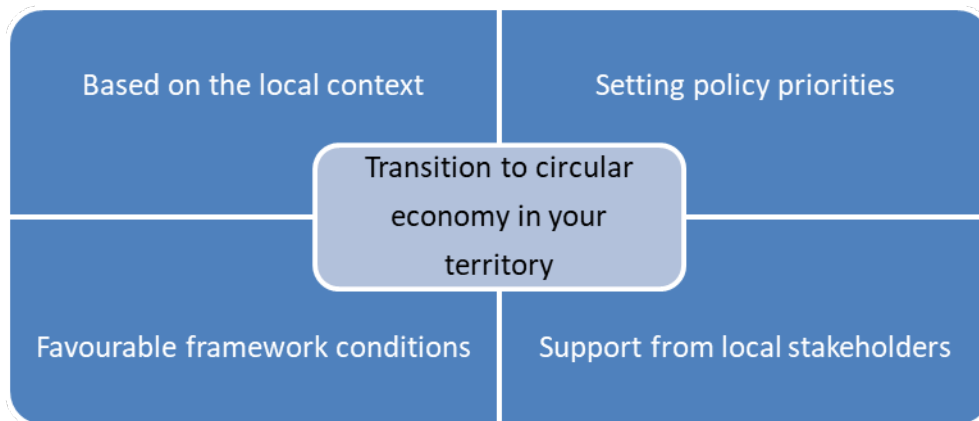 Based on the local context
Setting policy priorities
Transition to circular
economy in your
territory
Favourable framework conditions
Support from local stakeholders